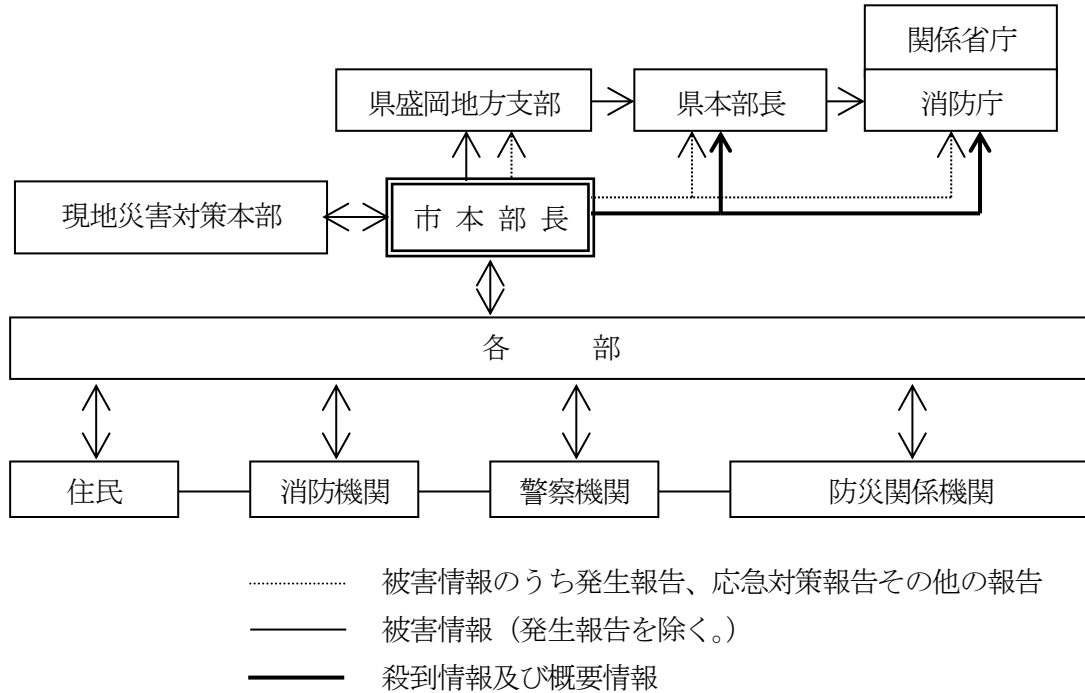 関係省庁
県盛岡地方支部
県本部長
消防庁
現地災害対策本部
市本部長
各部
住民
消防機関
警察機関
防災関係機関
被害情報のうち発生報告、応急対策報告その他の報告
被害情報（発生報告を除く。）
殺到情報及び概要情報